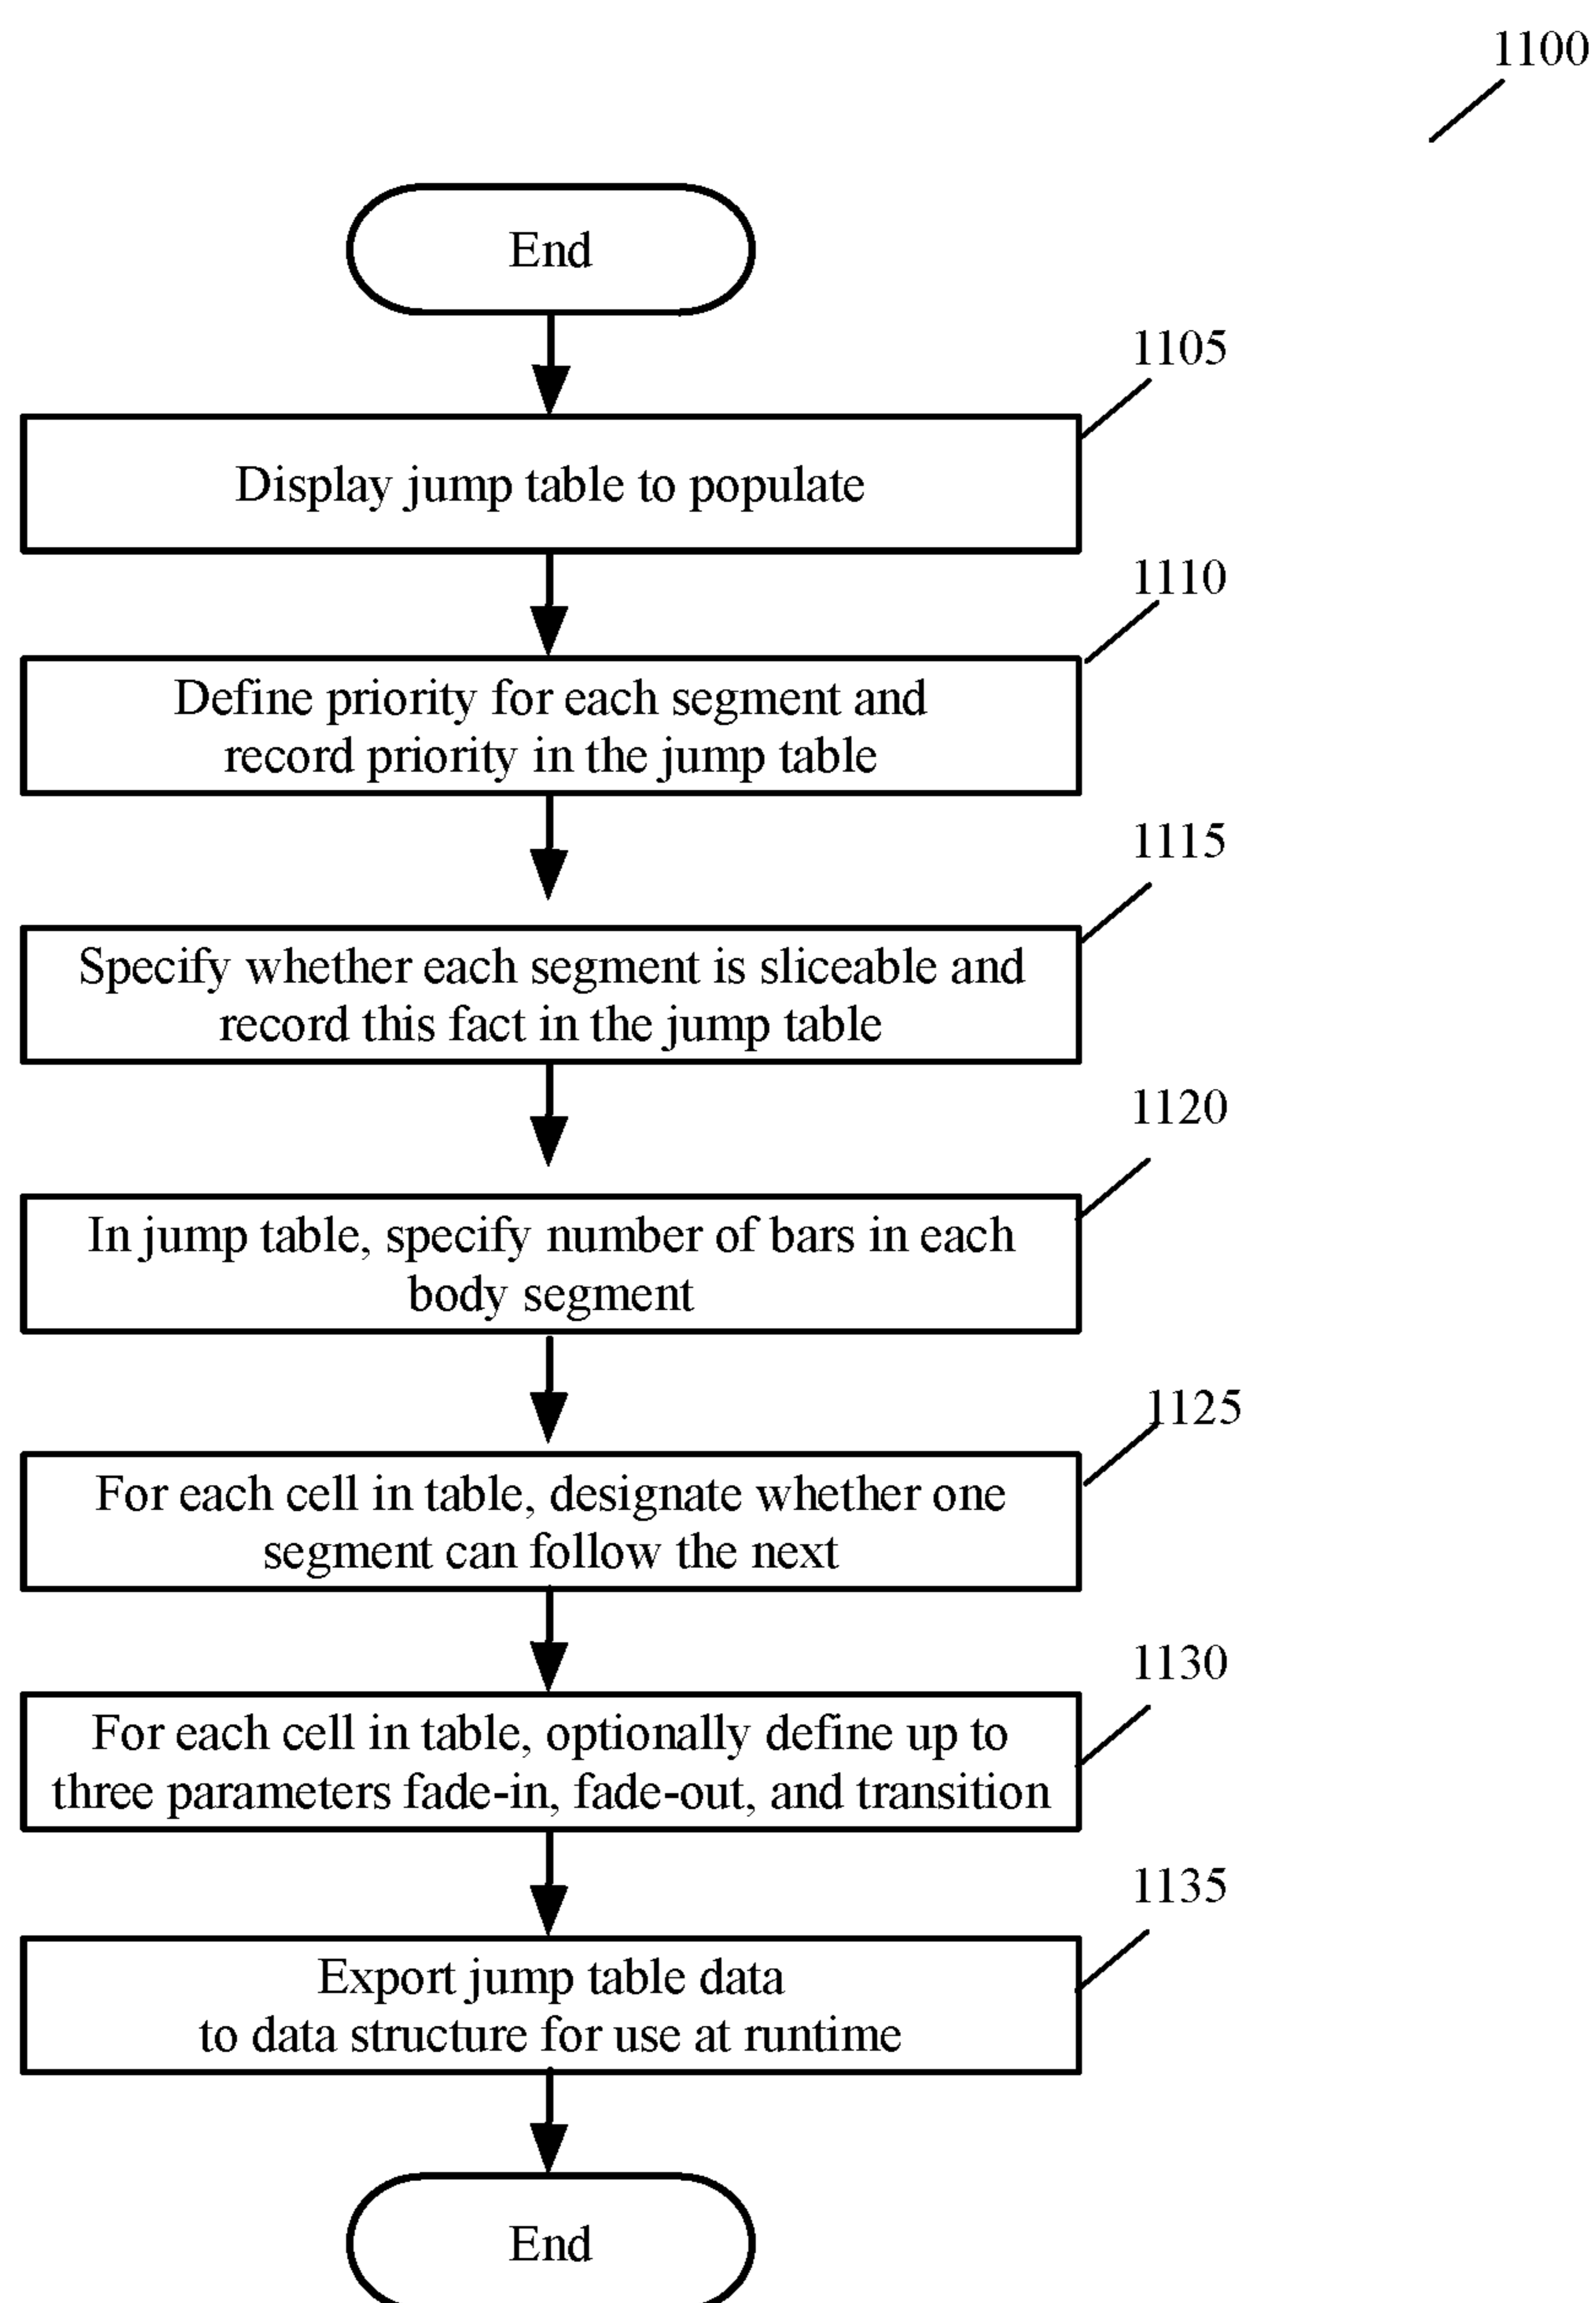 1100
End
1105
Display jump table to populate
1110
Define priority for each segment and
record priority in the jump table
1115
Specify whether each segment is sliceable and
record this fact in the jump table
1120
In jump table, specify number of bars in each
body segment
1125
For each cell in table, designate whether one
segment can follow the next
1130
For each cell in table, optionally define up to
three parameters fade-in, fade-out, and transition
1135
Export jump table data
to data structure for use at runtime
End